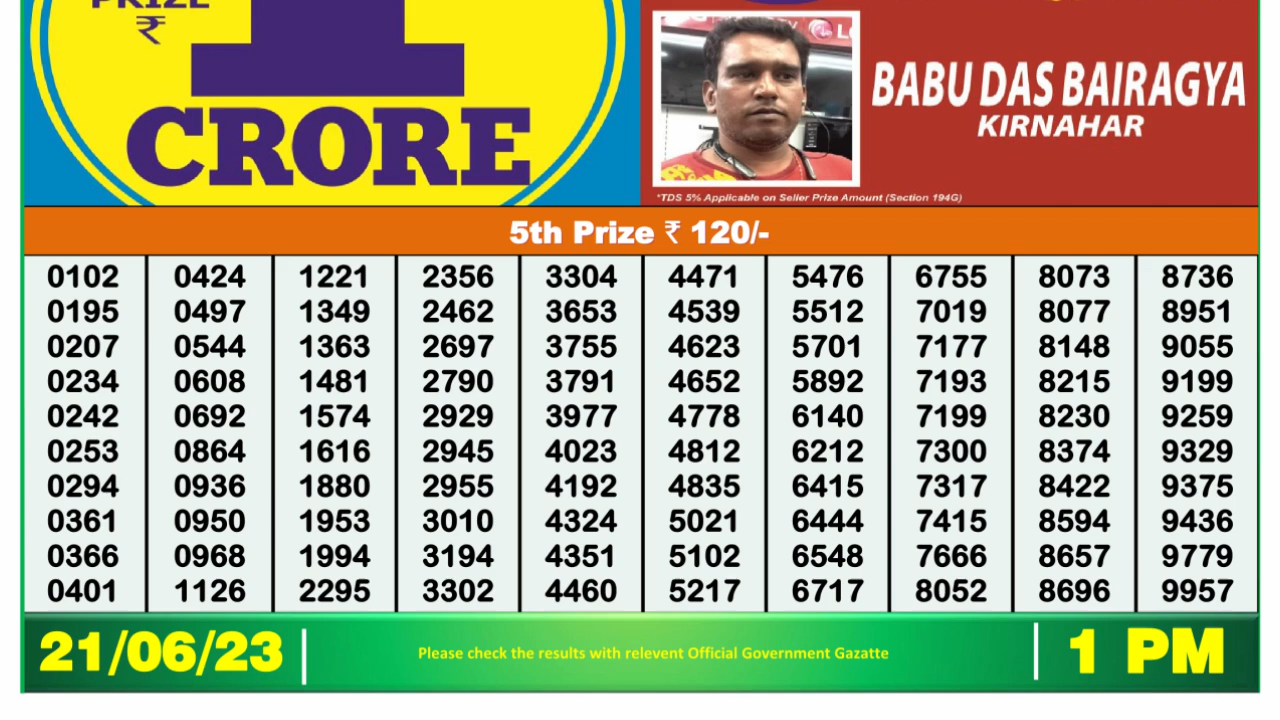 PRIZE
₹
1
CRORE
BABU DAS BAIRAGYA
KIRNAHAR
*TDS 5% Applicable on Seller Prize Amount (Section 194G)
5th Prize ₹ 120/-
0102 0424 1221 2356 3304 4471 5476 6755 8073 8736
0195 0497 1349 2462 3653 4539 5512 7019 8077 8951
0207 0544 1363 2697 3755 4623 5701 7177 8148 9055
0234 0608 1481 2790 3791 4652 5892 7193 8215 9199
0242 0692 1574 2929 3977 4778 6140 7199 8230 9259
0253 0864 1616 2945 4023 4812 6212 7300 8374 9329
0294 0936 1880 2955 4192 4835 6415 7317 8422 9375
0361 0950 1953 3010 4324 5021 6444 7415 8594 9436
0366 0968 1994 3194 4351 5102 6548 7666 8657 9779
0401 1126 2295 3302 4460 5217 6717 8052 8696 9957
21/06/23 Please check the results with relevent Official Government Gazatte 1 PM